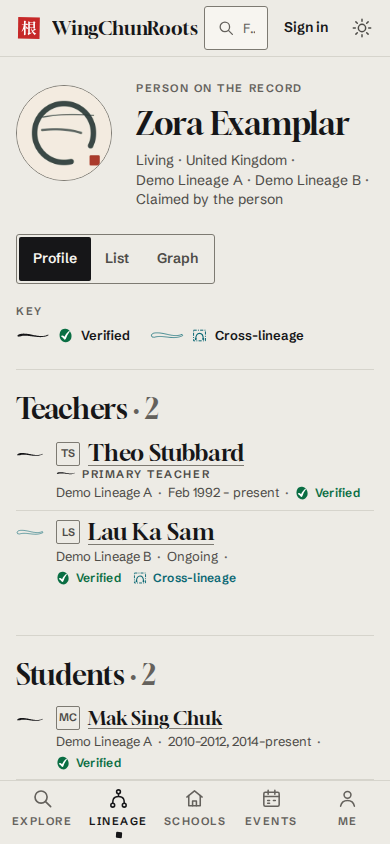 根 WingChunRoots F.. Sign in
PERSON ON THE RECORD
Zora Examplar
Living · United Kingdom ·
Demo Lineage A · Demo Lineage B ·
Claimed by the person
Profile List Graph
KEY
Verified Cross-lineage
Teachers · 2
TS Theo Stubbard
PRIMARY TEACHER
Demo Lineage A · Feb 1992 – present · Verified
LS Lau Ka Sam
Demo Lineage B · Ongoing ·
Verified Cross-lineage
Students · 2
MC Mak Sing Chuk
Demo Lineage A · 2010-2012, 2014–present ·
Verified
EXPLORE LINEAGE SCHOOLS EVENTS ME